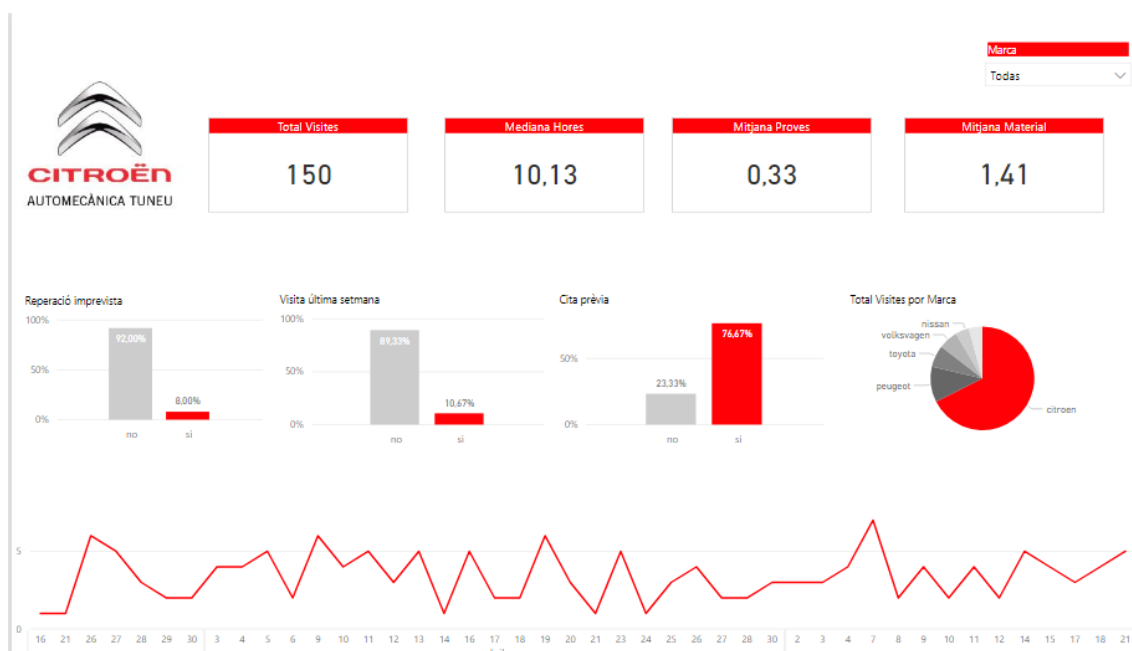 Marca
Todas
CITROËN
AUTOMECÀNICA TUNEU
Total Visites
150
Mediana Hores
10,13
Mitjana Proves
0,33
Mitjana Material
1,41
Reperació imprevista
100%
50%
0%
92,00%
8,00%
no
si
Visita última setmana
100%
50%
0%
89,33%
10,67%
no
si
Cita prèvia
50%
0%
23,33%
76,67%
no
si
Total Visites por Marca
nissan
volksvagen
toyota
peugeot
citroen
5
0
16 21 26 27 28 29 30 3 4 5 6 9 10 11 12 13 14 16 17 18 19 20 21 23 24 25 26 27 28 30 2 3 4 7 8 9 10 11 12 14 15 17 18 21